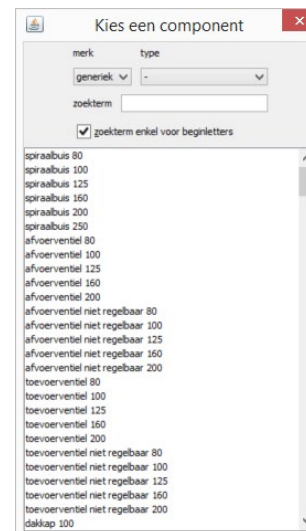 Kies een component
merk type
generiek -
zoekterm
zoekterm enkel voor beginletters
spiraalbuis 80
spiraalbuis 100
spiraalbuis 125
spiraalbuis 160
spiraalbuis 200
spiraalbuis 250
afvoerventiel 80
afvoerventiel 100
afvoerventiel 125
afvoerventiel 160
afvoerventiel 200
afvoerventiel niet regelbaar 80
afvoerventiel niet regelbaar 100
afvoerventiel niet regelbaar 125
afvoerventiel niet regelbaar 160
afvoerventiel niet regelbaar 200
toevoerventiel 80
toevoerventiel 100
toevoerventiel 125
toevoerventiel 160
toevoerventiel 200
toevoerventiel niet regelbaar 80
toevoerventiel niet regelbaar 100
toevoerventiel niet regelbaar 125
toevoerventiel niet regelbaar 160
toevoerventiel niet regelbaar 200
dakkap 100